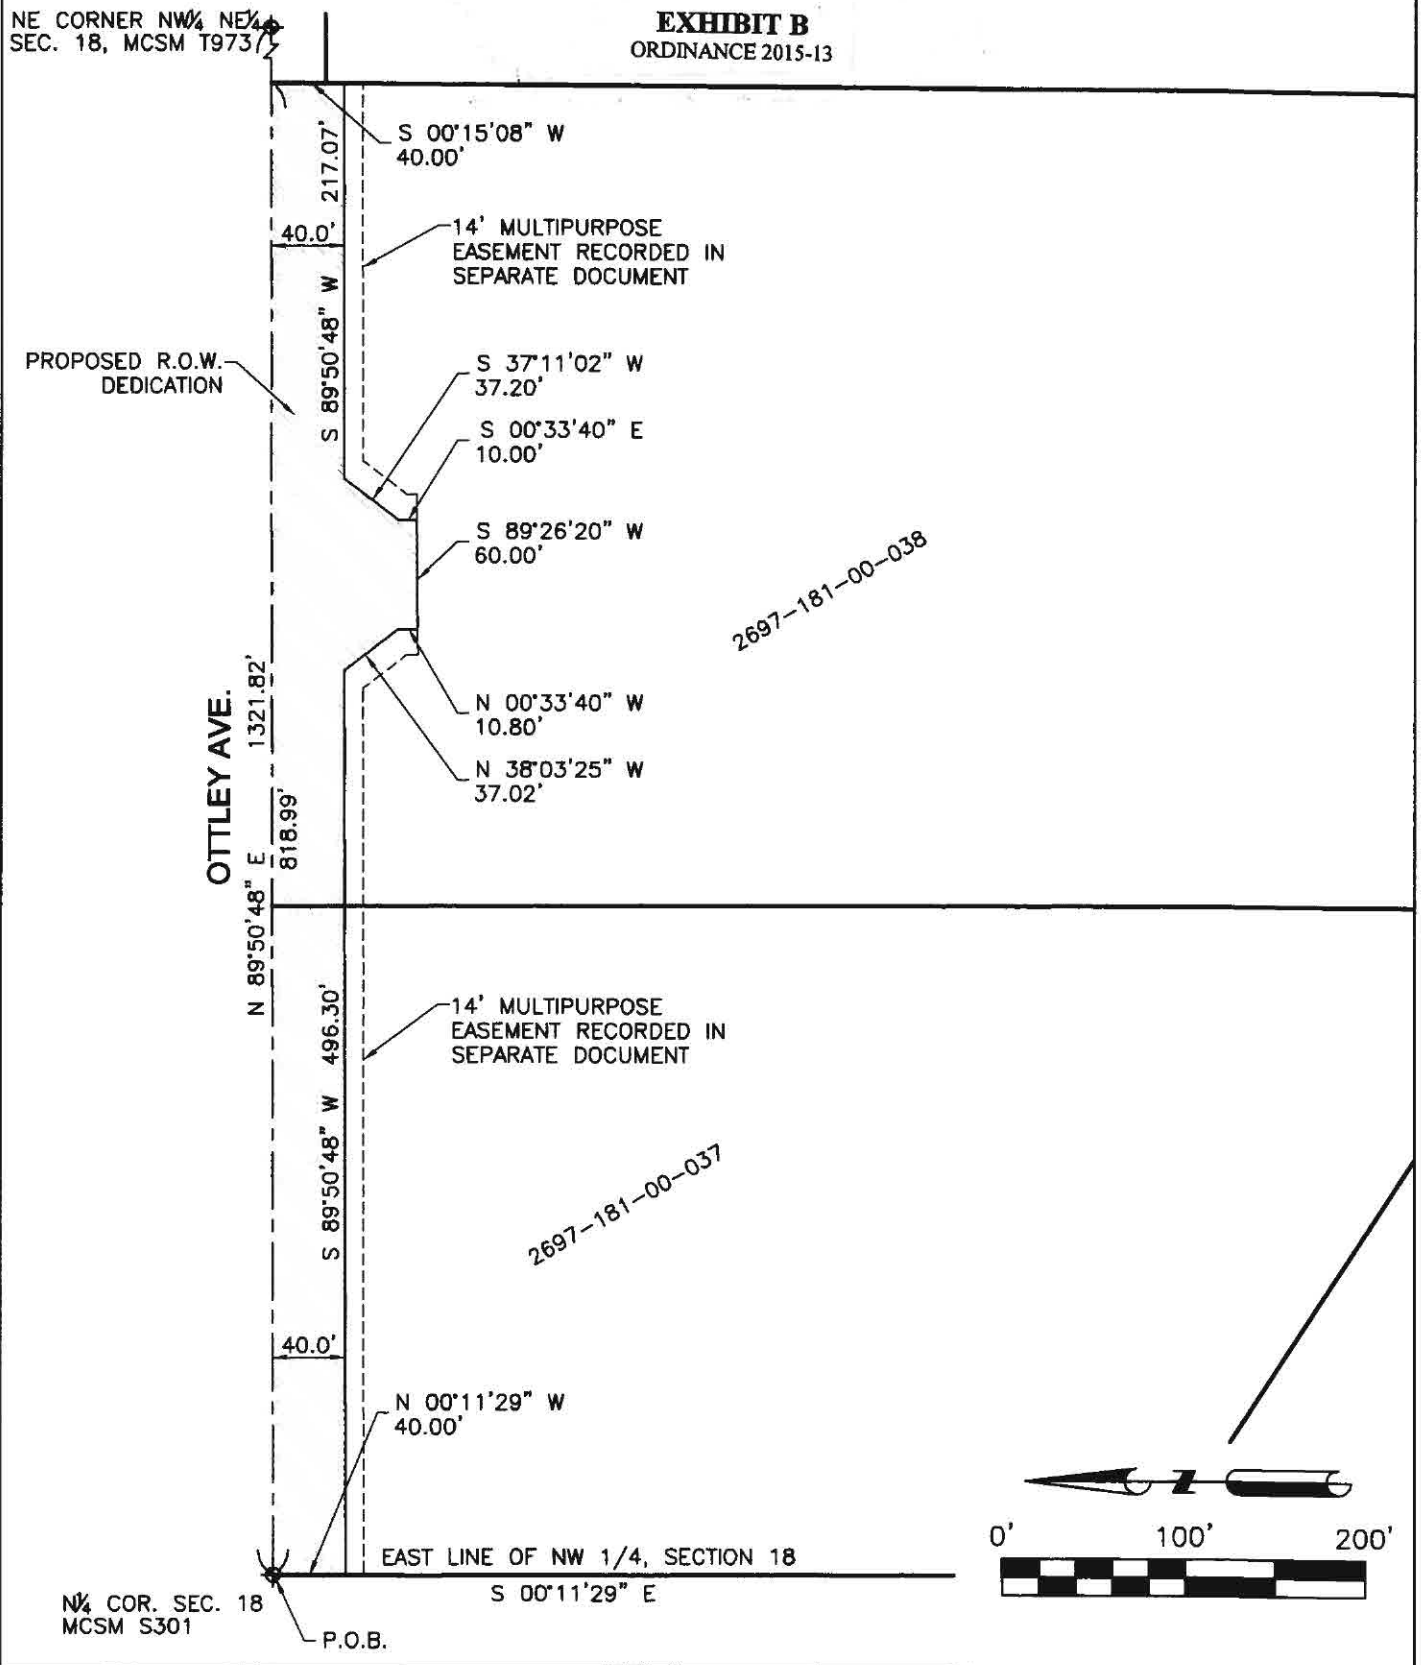 NE CORNER NW¼ NE¼
SEC. 18, MCSM T973
EXHIBIT B
ORDINANCE 2015-13
S 00°15'08" W
40.00'
217.07'
S 89°50'48" W
40.0'
14' MULTIPURPOSE
EASEMENT RECORDED IN
SEPARATE DOCUMENT
PROPOSED R.O.W.
DEDICATION
S 37°11'02" W
37.20'
S 00°33'40" E
10.00'
S 89°26'20" W
60.00'
2697-181-00-038
N 00°33'40" W
10.80'
N 38°03'25" W
37.02'
OTTLEY AVE.
N 89°50'48" E 1321.82'
818.99'
S 89°50'48" W 496.30'
14' MULTIPURPOSE
EASEMENT RECORDED IN
SEPARATE DOCUMENT
2697-181-00-037
40.0'
N 00°11'29" W
40.00'
EAST LINE OF NW 1/4, SECTION 18
S 00°11'29" E
N¼ COR. SEC. 18
MCSM S301
P.O.B.
N
0' 100' 200'